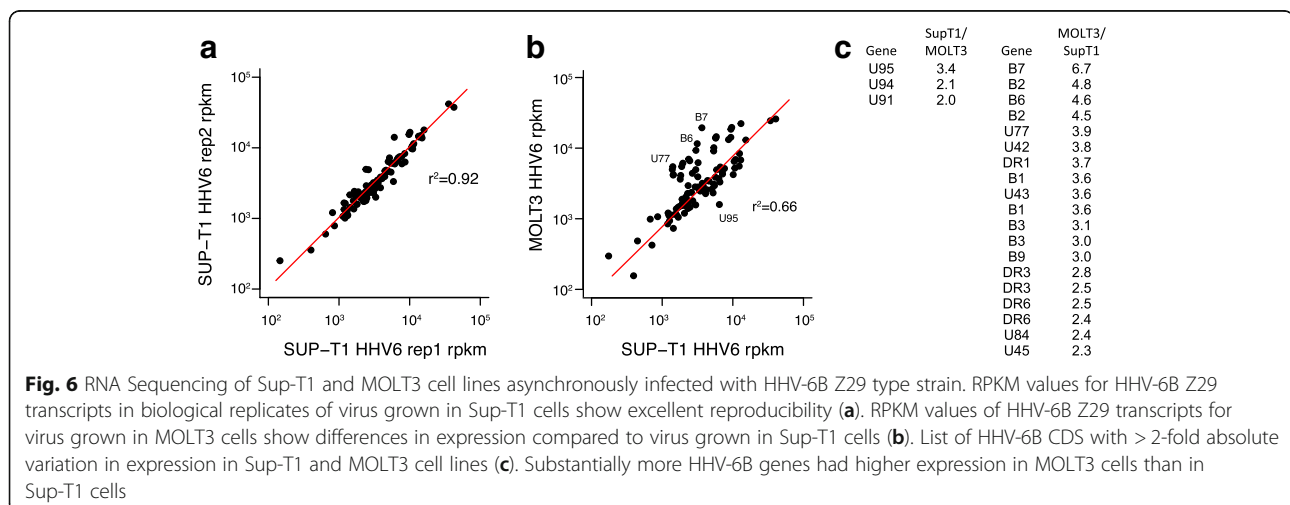 a
SUP−T1 HHV6 rep2 rpkm
10⁵
10⁴
10³
10²
r²=0.92
10² 10³ 10⁴ 10⁵
SUP−T1 HHV6 rep1 rpkm
b
MOLT3 HHV6 rpkm
10⁵
10⁴
10³
10²
B7
B6
U77
r²=0.66
U95
10² 10³ 10⁴ 10⁵
SUP−T1 HHV6 rpkm
c
Gene SupT1/
MOLT3
U95 3.4
U94 2.1
U91 2.0
Gene MOLT3/
SupT1
B7 6.7
B2 4.8
B6 4.6
B2 4.5
U77 3.9
U42 3.8
DR1 3.7
B1 3.6
U43 3.6
B1 3.6
B3 3.1
B3 3.0
B9 3.0
DR3 2.8
DR3 2.5
DR6 2.5
DR6 2.4
U84 2.4
U45 2.3
Fig. 6 RNA Sequencing of Sup-T1 and MOLT3 cell lines asynchronously infected with HHV-6B Z29 type strain. RPKM values for HHV-6B Z29
transcripts in biological replicates of virus grown in Sup-T1 cells show excellent reproducibility (a). RPKM values of HHV-6B Z29 transcripts for
virus grown in MOLT3 cells show differences in expression compared to virus grown in Sup-T1 cells (b). List of HHV-6B CDS with > 2-fold absolute
variation in expression in Sup-T1 and MOLT3 cell lines (c). Substantially more HHV-6B genes had higher expression in MOLT3 cells than in
Sup-T1 cells